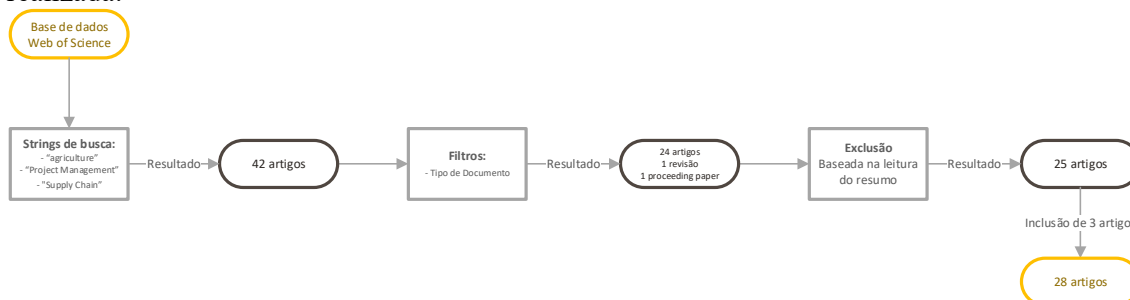 Base de dados
Web of Science
Strings de busca:
- "agriculture"
- "Project Management"
- "Supply Chain"
Resultado
42 artigos
Filtros:
- Tipo de Documento
Resultado
24 artigos
1 revisão
1 proceeding paper
Exclusão
Baseada na leitura
do resumo
Resultado
25 artigos
Inclusão de 3 artigo
28 artigos